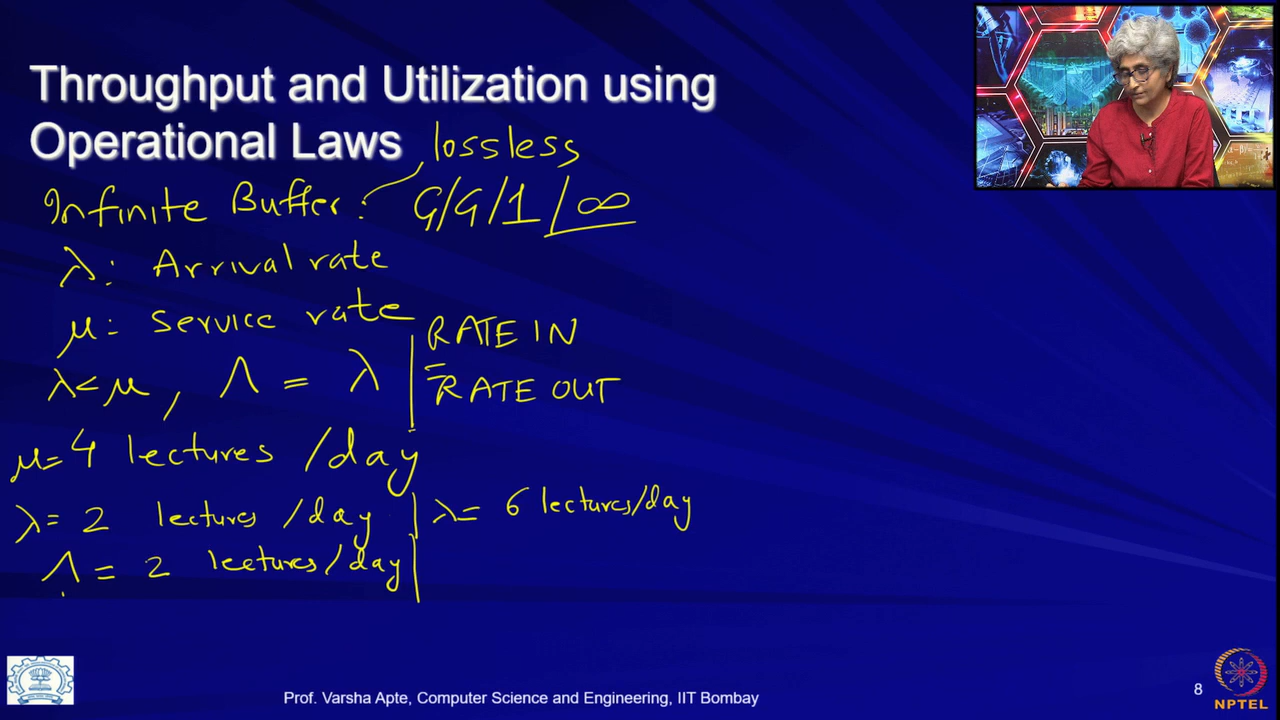 Throughput and Utilization using
Operational Laws
lossless
Infinite Buffer: G/G/1/∞
λ: Arrival rate
μ: Service rate
λ<μ, Λ = λ
RATE IN
=
RATE OUT
μ=4 lectures /day
λ= 2 lectures /day
Λ = 2 lectures/day
λ= 6 lectures/day
Prof. Varsha Apte, Computer Science and Engineering, IIT Bombay
8
NPTEL